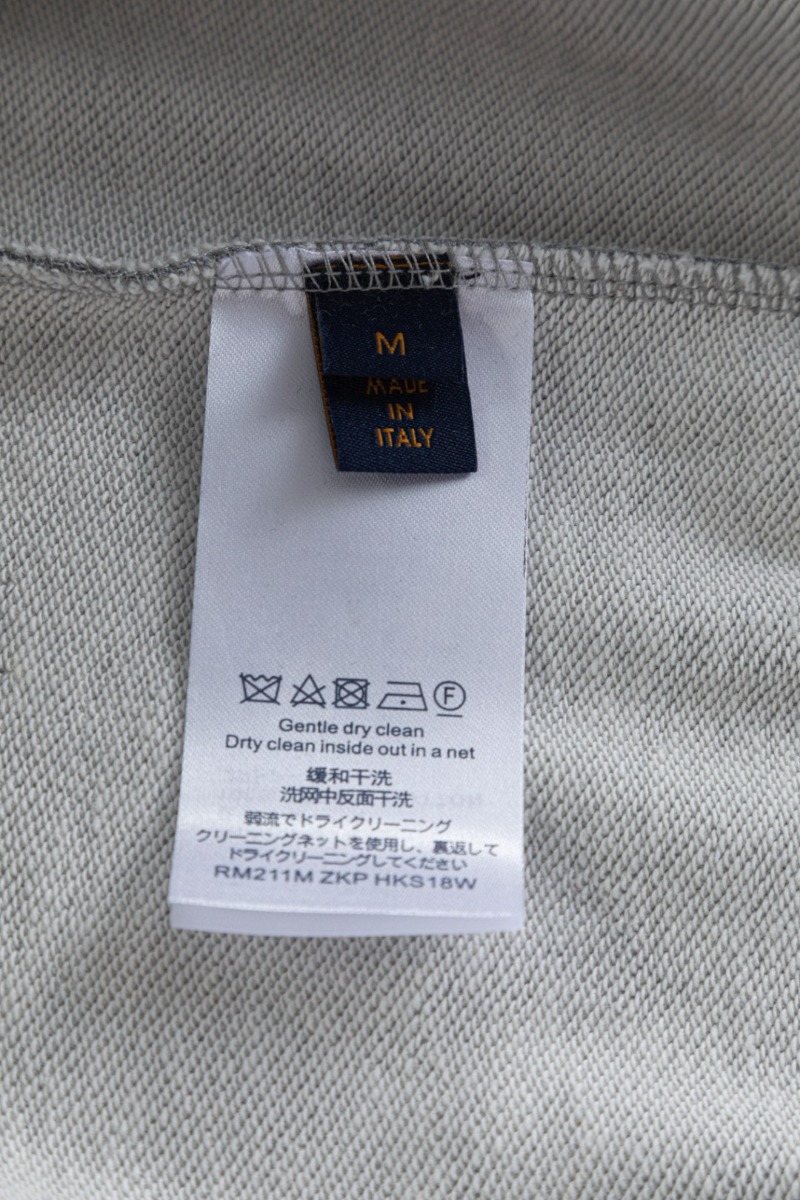 M
MADE
IN
ITALY
F
Gentle dry clean
Drty clean inside out in a net
缓和干洗
洗网中反面干洗
弱流でドライクリーニング
クリーニングネットを使用し、裏返して
ドライクリーニングしてください
RM211M ZKP HKS18W